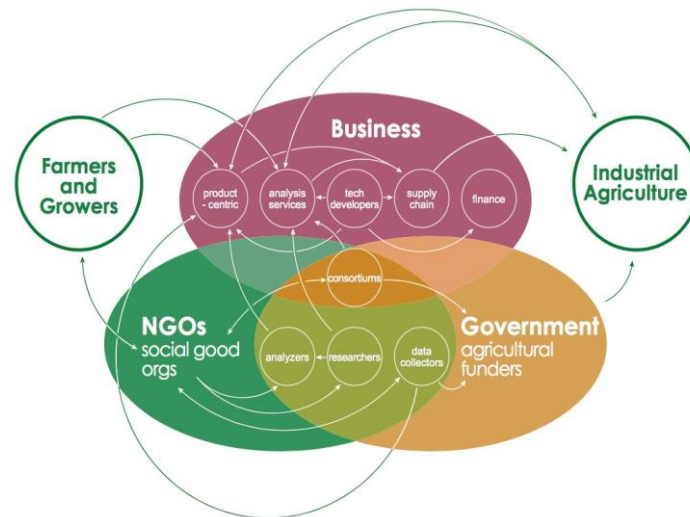 Business
Farmers
and
Growers
Industrial
Agriculture
product
- centric
analysis
services
tech
developers
supply
chain
finance
consortiums
NGOs
social good
orgs
Government
agricultural
funders
analyzers
researchers
data
collectors